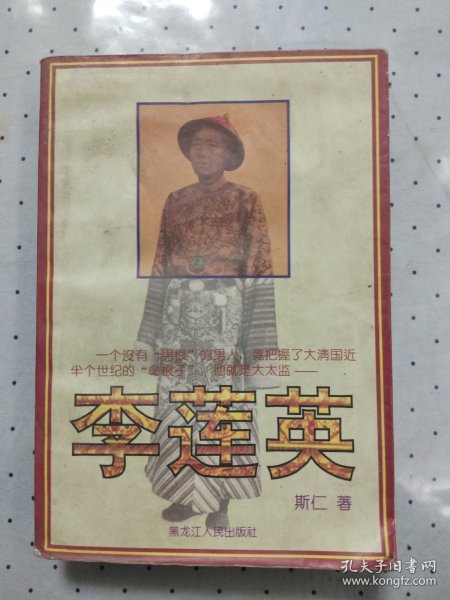 一个没有“男根”的男人，竟把握了大清国近
半个世纪的“命根子”，他就是大太监——
李莲英
斯仁 著
黑龙江人民出版社
孔夫子旧书网
www.kongfz.com